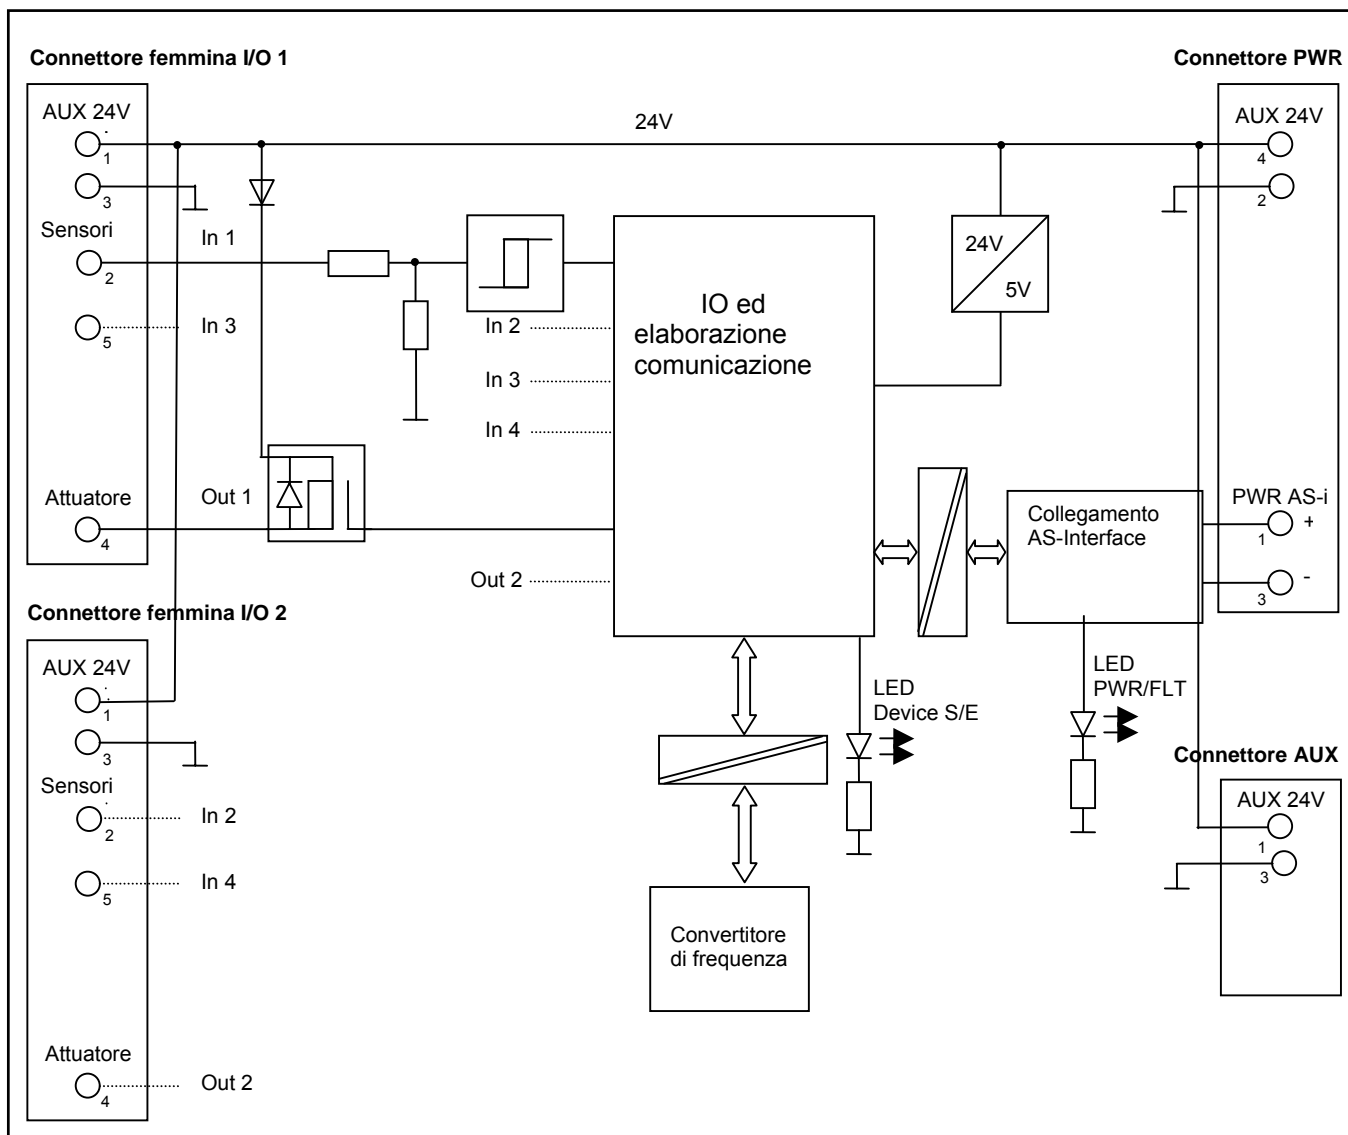 Connettore femmina I/O 1
Connettore PWR
AUX 24V
1
3
Sensori
2
5
Attuatore
4
24V
In 1
In 3
Out 1
In 2
In 3
In 4
Out 2
IO ed
elaborazione
comunicazione
24V
5V
AUX 24V
4
2
PWR AS-i
1 +
3 -
Collegamento
AS-Interface
LED
PWR/FLT
LED
Device S/E
Convertitore
di frequenza
Connettore femmina I/O 2
AUX 24V
1
3
Sensori
2
In 2
5
In 4
Attuatore
4
Out 2
Connettore AUX
AUX 24V
1
3